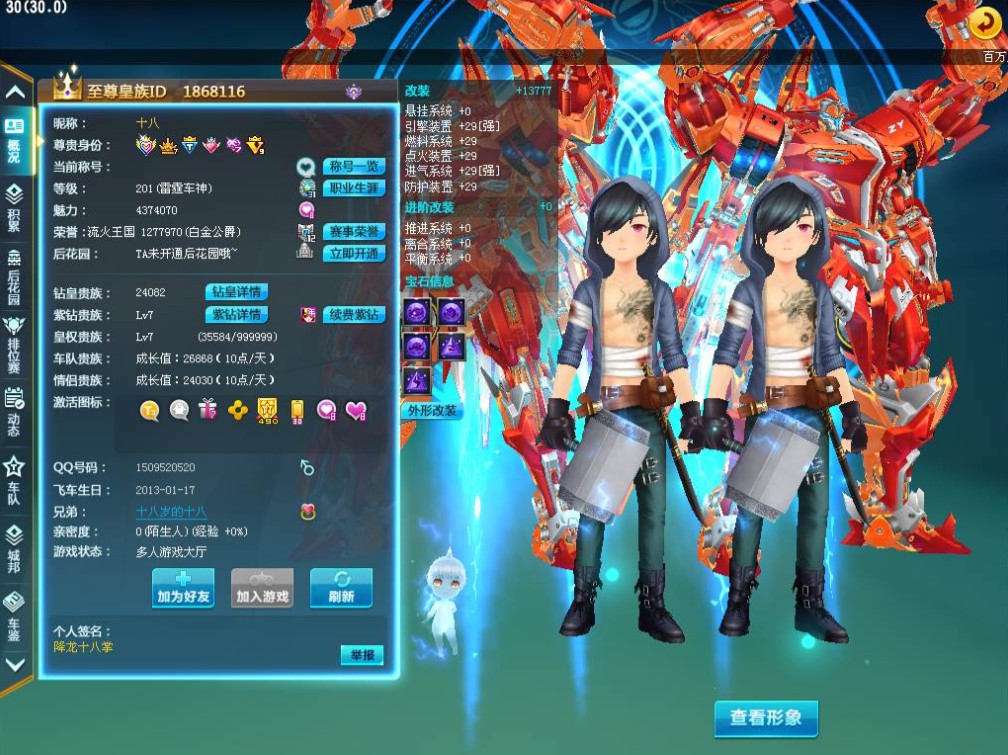 30(30.0)
百万
至尊皇族ID 1868116
概况
积累
后花园
排位赛
动态
车队
城邦
车鉴
昵称： 十八
尊贵身份：
当前称号： 称号一览
等级： 201(雷霆车神) 职业生涯
魅力： 4374070
荣誉：流火王国 1277970(白金公爵) 赛事荣誉
后花园： TA未开通后花园哦~ 立即开通
钻皇贵族： 24082 钻皇详情
紫钻贵族： Lv7 紫钻详情 续费紫钻
皇权贵族： Lv7 (35584/999999)
车队贵族： 成长值：26868(10点/天)
情侣贵族： 成长值：24030(10点/天)
激活图标：
QQ号码： 1509520520
飞车生日： 2013-01-17
兄弟： 十八岁的十八
亲密度： 0(陌生人)(经验 +0%)
游戏状态： 多人游戏大厅
加为好友 加入游戏 刷新
个人签名：
降龙十八掌
举报
改装 +13777
悬挂系统 +0
引擎装置 +29[强]
燃料系统 +29
点火装置 +29
进气系统 +29[强]
防护装置 +29
进阶改装 +0
推进系统 +0
离合系统 +0
平衡系统 +0
宝石信息
外形改装
ZY
查看形象